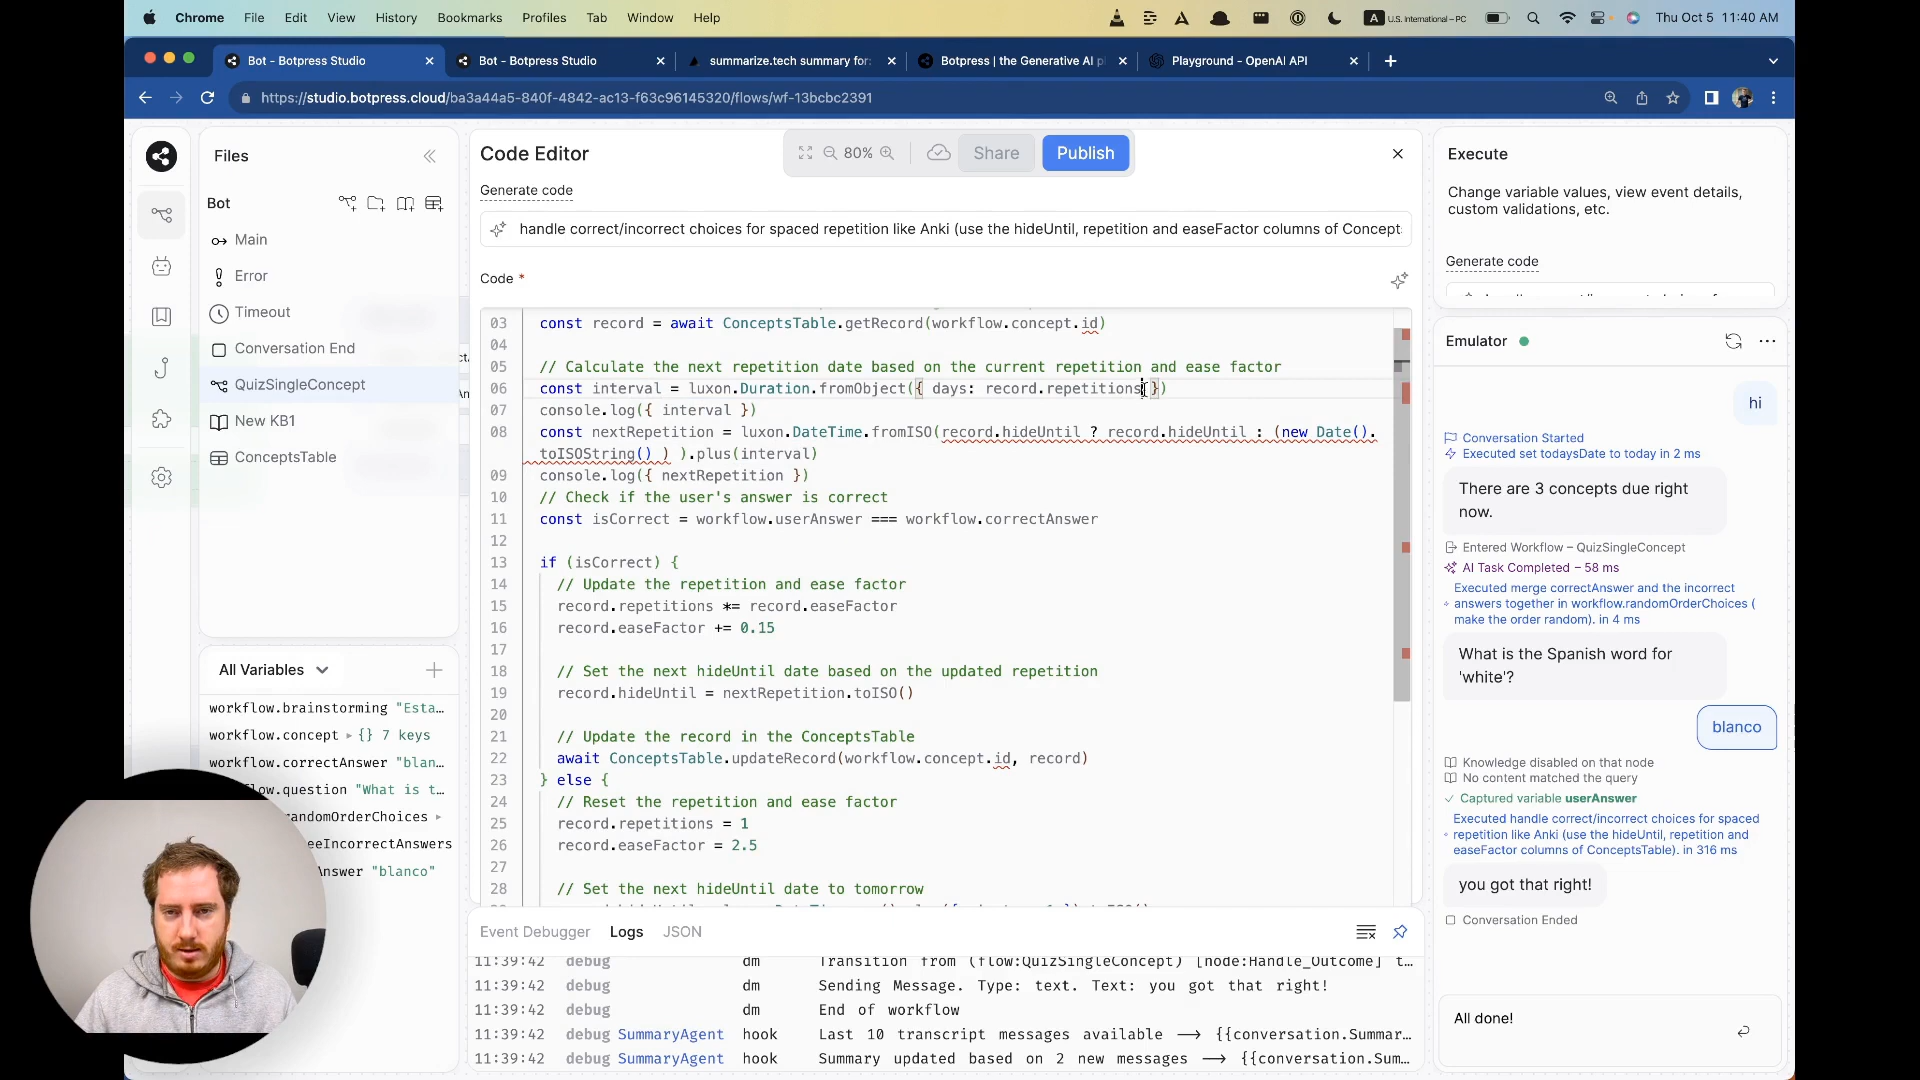 Chrome File Edit View History Bookmarks Profiles Tab Window Help
A U.S. International – PC Thu Oct 5 11:40 AM
Bot - Botpress Studio
Bot - Botpress Studio
summarize.tech summary for:
Botpress | the Generative AI pl
Playground - OpenAI API
https://studio.botpress.cloud/ba3a44a5-840f-4842-ac13-f63c96145320/flows/wf-13bcbc2391
Files
Bot
Main
Error
Timeout
Conversation End
QuizSingleConcept
New KB1
ConceptsTable
All Variables
workflow.brainstorming "Esta…
workflow.concept {} 7 keys
workflow.correctAnswer "blan…
flow.question "What is t…
andomOrderChoices
eeIncorrectAnswers
Answer "blanco"
Code Editor
80%
Share
Publish
Generate code
handle correct/incorrect choices for spaced repetition like Anki (use the hideUntil, repetition and easeFactor columns of Concept
Code *
03 const record = await ConceptsTable.getRecord(workflow.concept.id)
04
05 // Calculate the next repetition date based on the current repetition and ease factor
06 const interval = luxon.Duration.fromObject({ days: record.repetitions })
07 console.log({ interval })
08 const nextRepetition = luxon.DateTime.fromISO(record.hideUntil ? record.hideUntil : (new Date().
toISOString() ) ).plus(interval)
09 console.log({ nextRepetition })
10 // Check if the user's answer is correct
11 const isCorrect = workflow.userAnswer === workflow.correctAnswer
12
13 if (isCorrect) {
14 // Update the repetition and ease factor
15 record.repetitions *= record.easeFactor
16 record.easeFactor += 0.15
17
18 // Set the next hideUntil date based on the updated repetition
19 record.hideUntil = nextRepetition.toISO()
20
21 // Update the record in the ConceptsTable
22 await ConceptsTable.updateRecord(workflow.concept.id, record)
23 } else {
24 // Reset the repetition and ease factor
25 record.repetitions = 1
26 record.easeFactor = 2.5
27
28 // Set the next hideUntil date to tomorrow
Event Debugger Logs JSON
11:39:42 debug dm Transition from (flow:QuizSingleConcept) [node:Handle_Outcome] t…
11:39:42 debug dm Sending Message. Type: text. Text: you got that right!
11:39:42 debug dm End of workflow
11:39:42 debug SummaryAgent hook Last 10 transcript messages available –> {{conversation.Summar…
11:39:42 debug SummaryAgent hook Summary updated based on 2 new messages –> {{conversation.Sum…
Execute
Change variable values, view event details,
custom validations, etc.
Generate code
Emulator
hi
Conversation Started
Executed set todaysDate to today in 2 ms
There are 3 concepts due right
now.
Entered Workflow – QuizSingleConcept
AI Task Completed – 58 ms
Executed merge correctAnswer and the incorrect
answers together in workflow.randomOrderChoices (
make the order random). in 4 ms
What is the Spanish word for
'white'?
blanco
Knowledge disabled on that node
No content matched the query
Captured variable userAnswer
Executed handle correct/incorrect choices for spaced
repetition like Anki (use the hideUntil, repetition and
easeFactor columns of ConceptsTable). in 316 ms
you got that right!
Conversation Ended
All done!